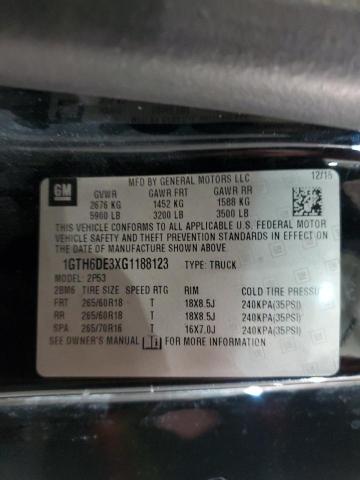 GM
MFD BY GENERAL MOTORS LLC 12/15
GVWR GAWR FRT GAWR RR
2676 KG 1452 KG 1588 KG
5900 LB 3200 LB 3500 LB
THIS VEHICLE CONFORMS TO ALL APPLICABLE U.S. FEDERAL MOTOR
VEHICLE SAFETY AND THEFT PREVENTION STANDARDS IN EFFECT ON THE
DATE OF MANUFACTURE SHOWN ABOVE.
1GTH6DE3XG1188123 TYPE: TRUCK
MODEL: 2P53
2BM6 TIRE SIZE SPEED RTG RIM COLD TIRE PRESSURE
FRT 265/60R18 T 18X8.5J 240KPA(35PSI)
RR 265/60R18 T 18X8.5J 240KPA(35PSI)
SPA 265/70R16 T 16X7.0J 240KPA(35PSI)
SEE OWNER'S MANUAL FOR MORE INFORMATION